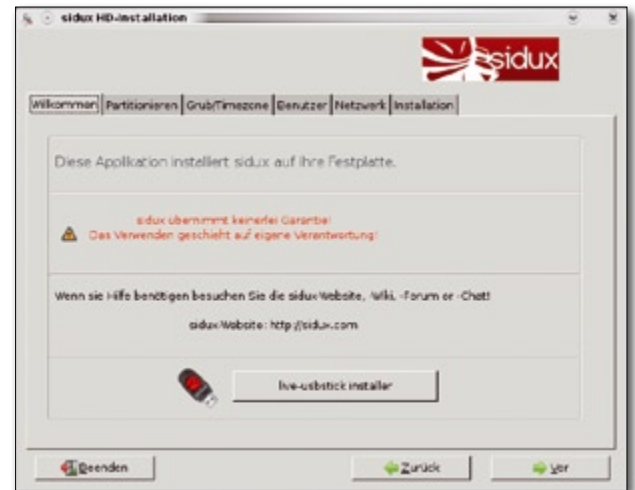 sidux HD-Installation
sidux
Willkommen Partitionieren Grub/Timezone Benutzer Netzwerk Installation
Diese Applikation installiert sidux auf ihre Festplatte.
sidux übernimmt keinerlei Garantie!
Das Verwenden geschieht auf eigene Verantwortung!
Wenn sie Hilfe benötigen besuchen Sie die sidux-Website, -Wiki, -Forum or -Chat!
sidux-Website: http://sidux.com
live-usbstick installer
Beenden Zurück Vor